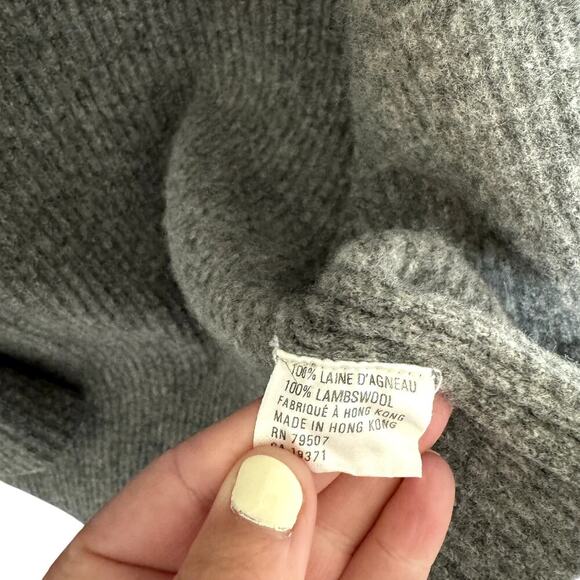 100% LAINE D'AGNEAU
100% LAMBSWOOL
FABRIQUÉ À HONG KONG
MADE IN HONG KONG
RN 79507
CA 19371